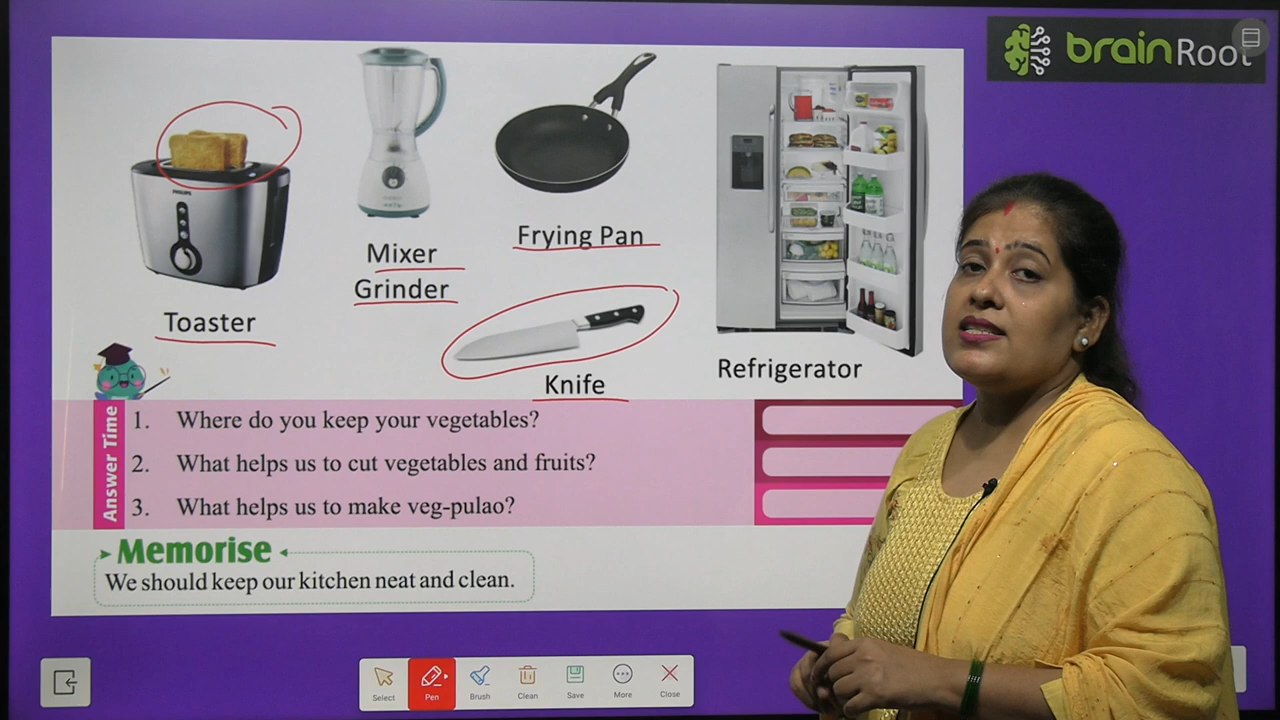 brainRoot
PHILIPS
Toaster
Mixer
Grinder
Frying Pan
Knife
Refrigerator
Answer Time
1. Where do you keep your vegetables?
2. What helps us to cut vegetables and fruits?
3. What helps us to make veg-pulao?
Memorise
We should keep our kitchen neat and clean.
Select
Pen
Brush
Clean
Save
More
Close